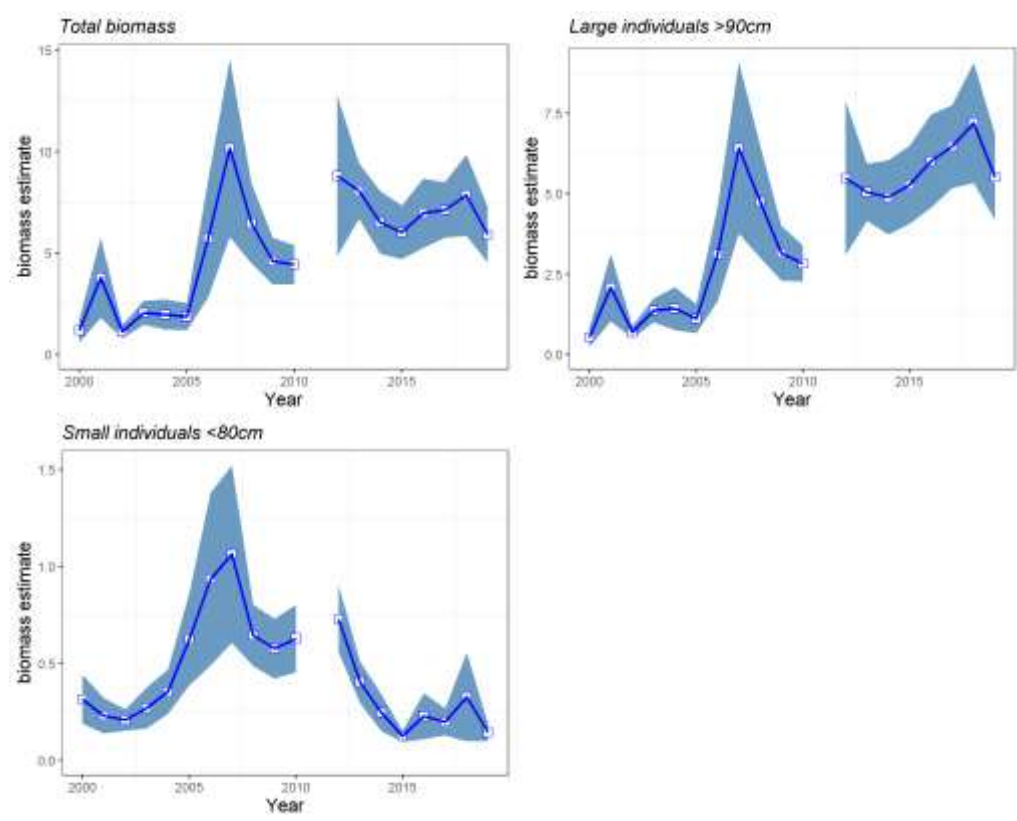 Total biomass
15
10
5
0
biomass estimate
2000 2005 2010 2015
Year
Large individuals >90cm
7.5
5.0
2.5
0.0
biomass estimate
2000 2005 2010 2015
Year
Small individuals <80cm
1.5
1.0
0.5
0.0
biomass estimate
2000 2005 2010 2015
Year